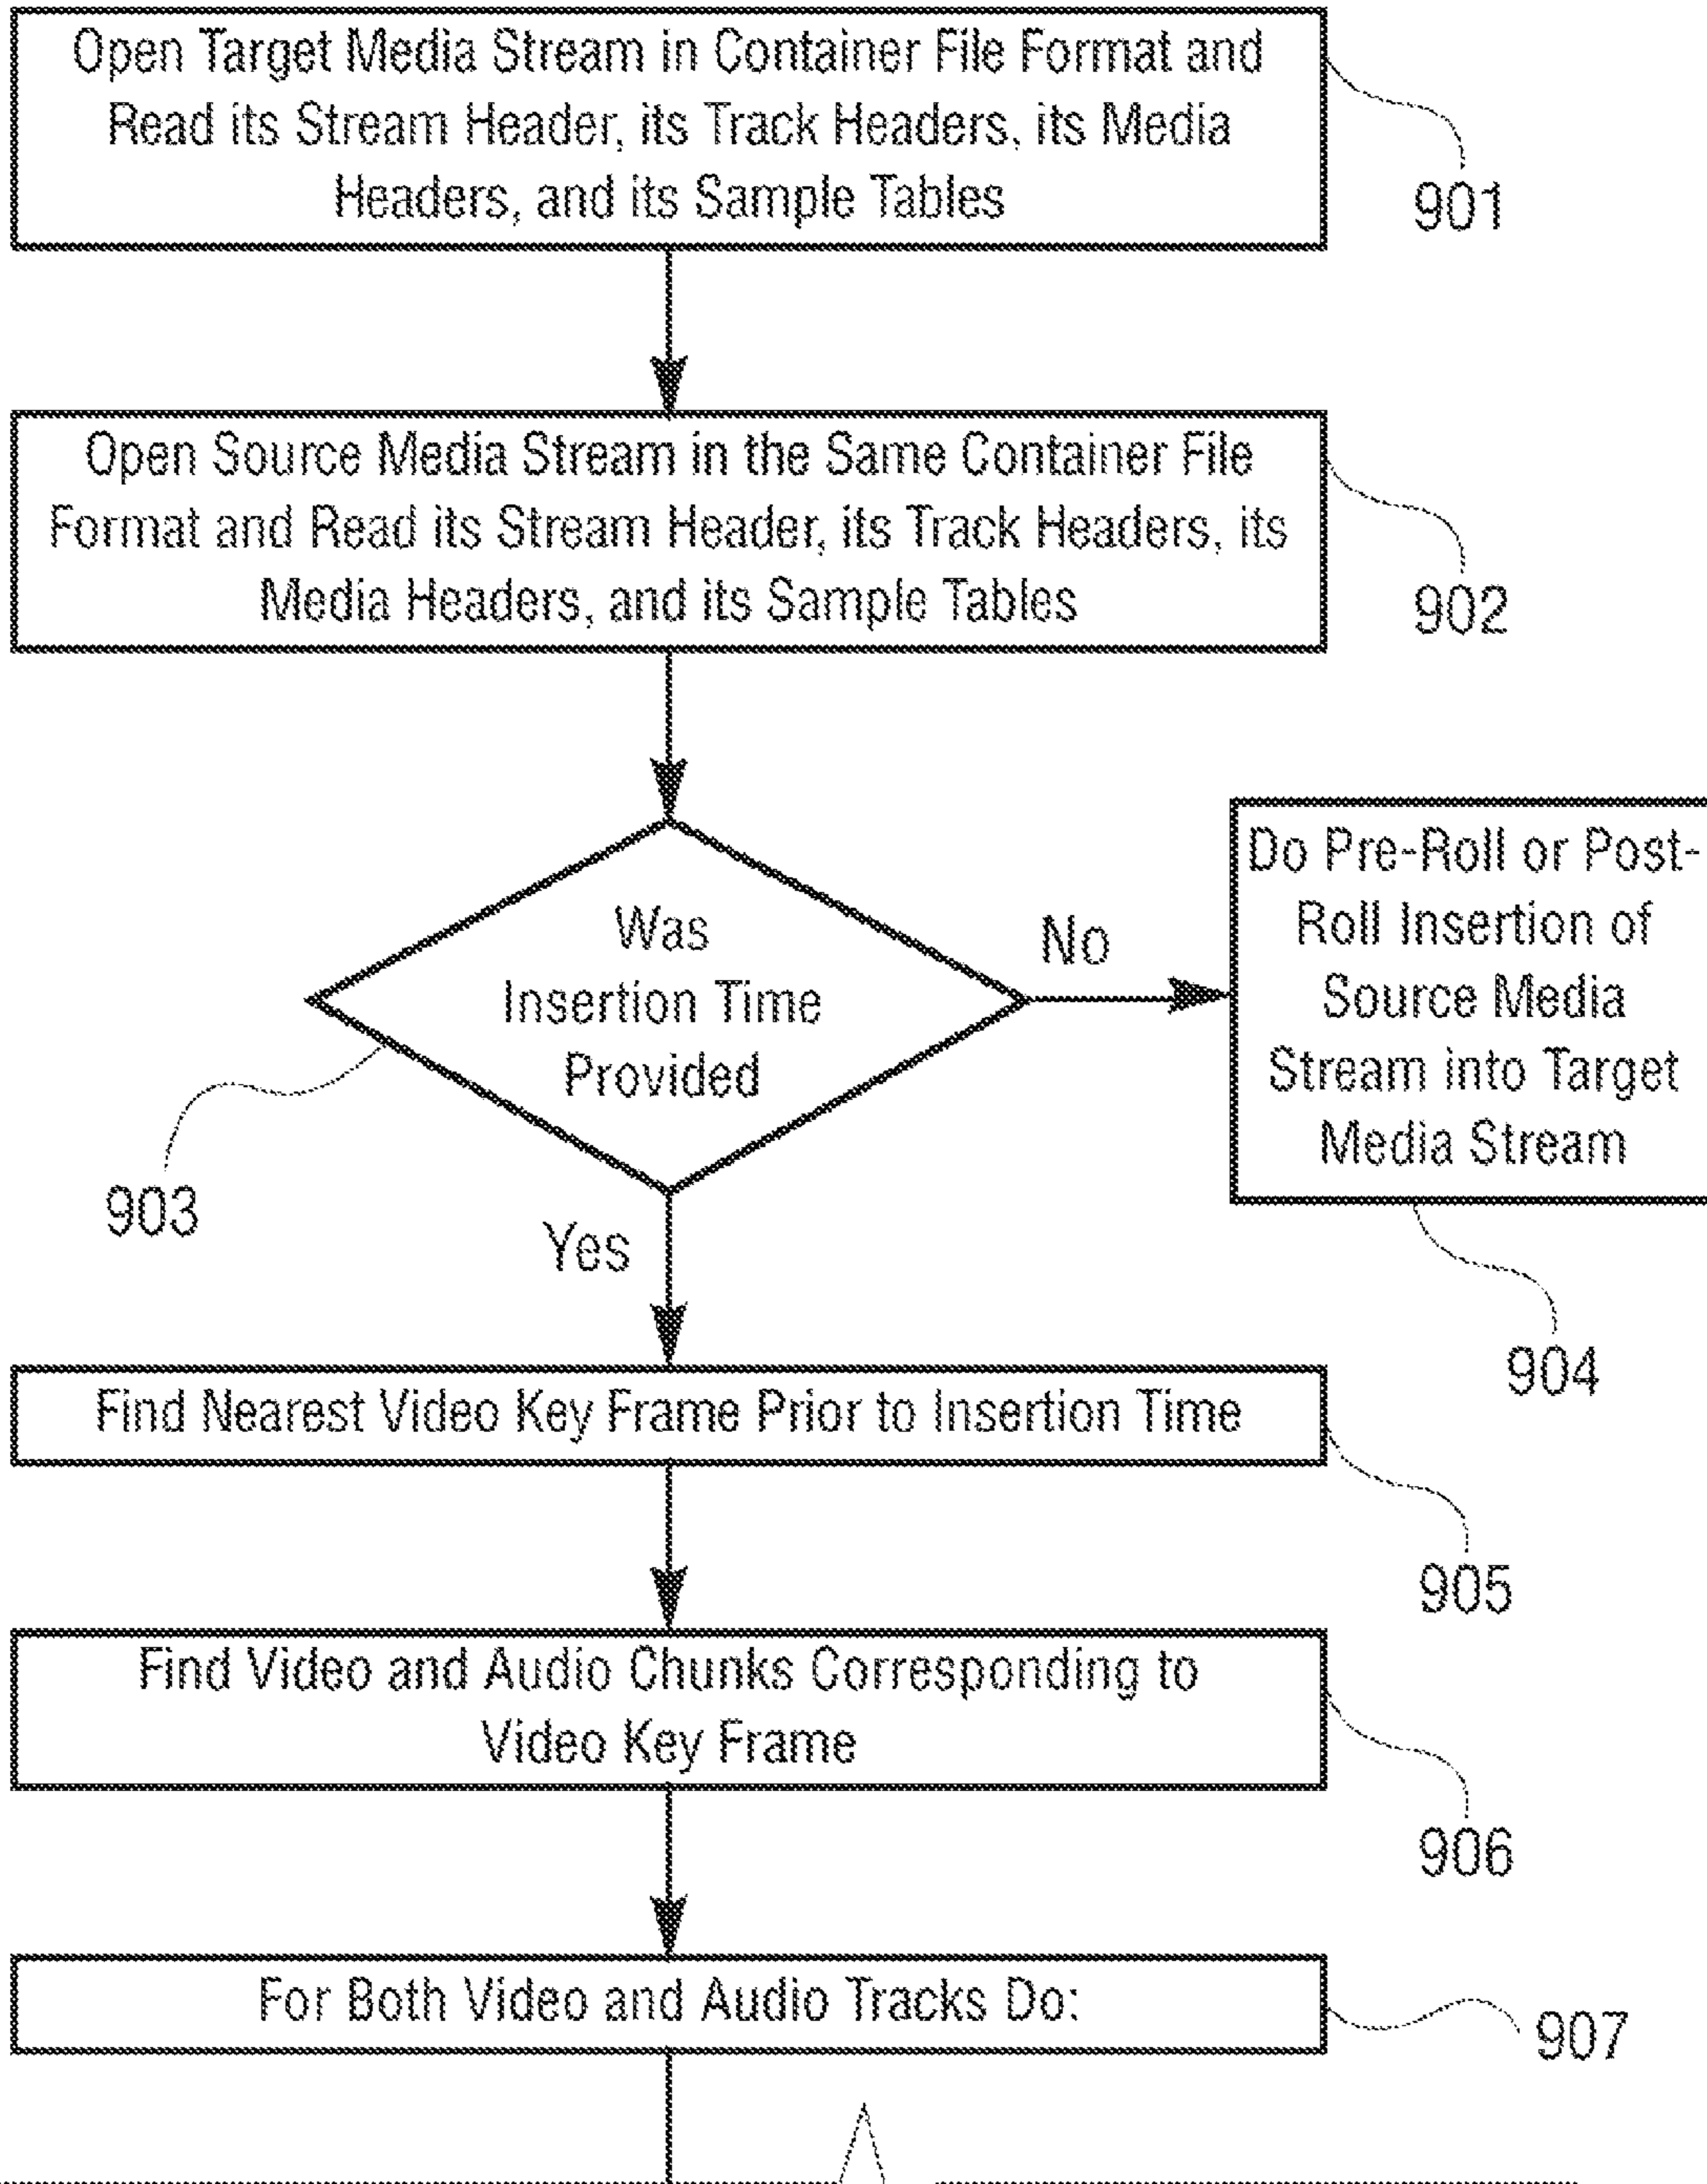 Open Target Media Stream in Container File Format and
Read its Stream Header, its Track Headers, its Media
Headers, and its Sample Tables
901
Open Source Media Stream in the Same Container File
Format and Read its Stream Header, its Track Headers, its
Media Headers, and its Sample Tables
902
Was
Insertion Time
Provided
903
No
Do Pre-Roll or Post-
Roll Insertion of
Source Media
Stream into Target
Media Stream
904
Yes
Find Nearest Video Key Frame Prior to Insertion Time
905
Find Video and Audio Chunks Corresponding to
Video Key Frame
906
For Both Video and Audio Tracks Do:
907